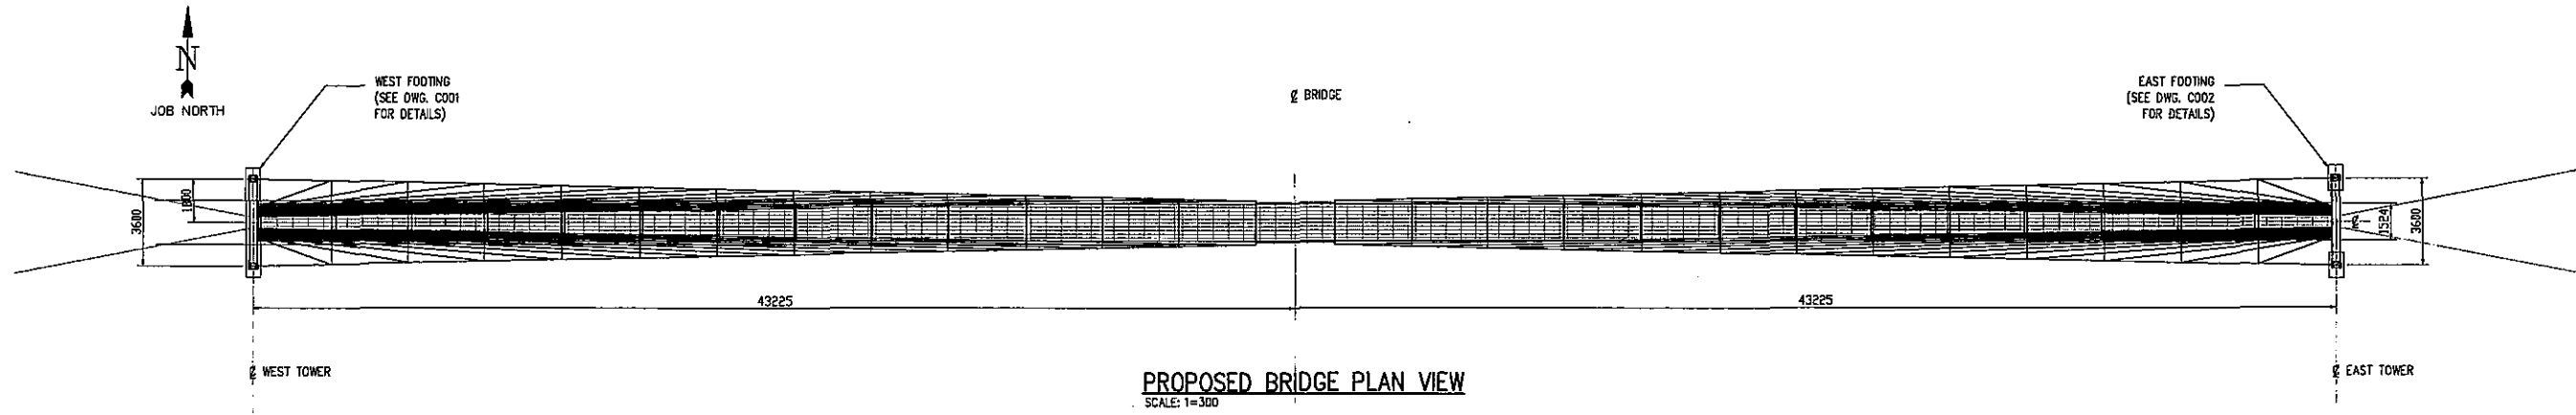 N
JOB NORTH
WEST FOOTING
(SEE DWG. C001
FOR DETAILS)
℄ BRIDGE
EAST FOOTING
(SEE DWG. C002
FOR DETAILS)
3600
1800
1524
3600
43225
43225
℄ WEST TOWER
℄ EAST TOWER
PROPOSED BRIDGE PLAN VIEW
SCALE: 1=300